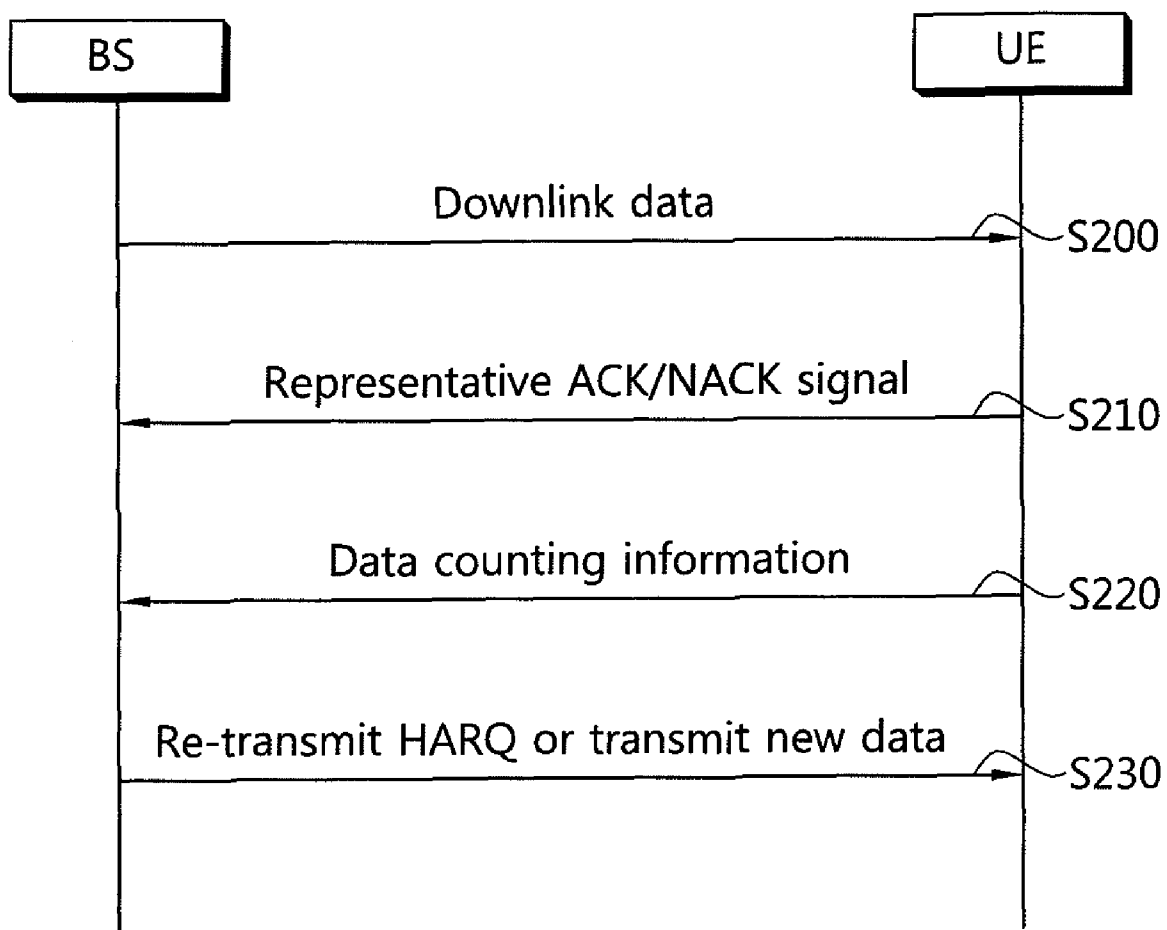 BS
UE
Downlink data
S200
Representative ACK/NACK signal
S210
Data counting information
S220
Re-transmit HARQ or transmit new data
S230